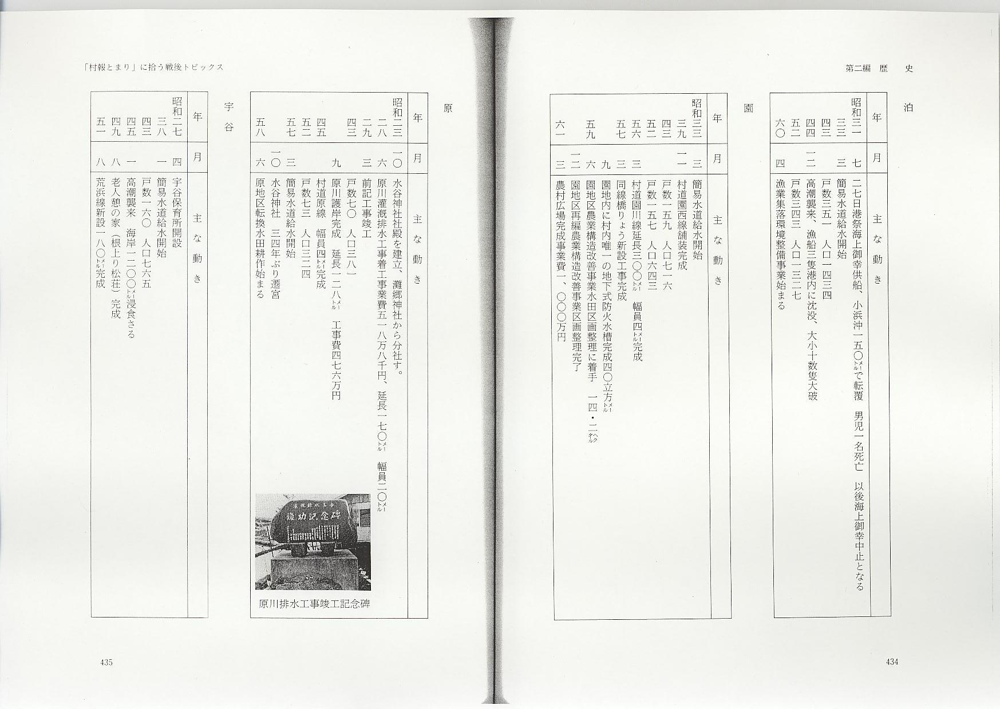 第二編　歴　史
泊
年　月　主な動き
昭和三一　七　二七日港祭海上御幸供船、小浜沖一五〇メートルで転覆　男児一名死亡　以後海上御幸中止となる
三三　三　簡易水道給水開始
四三　戸数三五一　人口一四三四
四四　一二　高潮襲来、漁船三隻港内に沈没、大小十数隻大破
五二　戸数三四三　人口一三二七
六〇　四　漁業集落環境整備事業始まる
園
年　月　主な動き
昭和三三　三　簡易水道給水開始
三九　一一　村道園西線舗装完成
四三　戸数一五九　人口七一六
五二　戸数一五七　人口六四三
五六　三　村道園川線延長三〇〇メートル　幅員四メートル完成
五七　三　同線橋りょう新設工事完成
九　園地内に村内唯一の地下式防火水槽完成四〇立方メートル
五九　六　園地区農業構造改善事業水田区画整理に着手　一四・二ヘクタール
一二　園地区再編農業構造改善事業区画整理完了
六一　三　農村広場完成事業費一、〇〇〇万円
434
「村報とまり」に拾う戦後トピックス
原
年　月　主な動き
昭和二三　一〇　水谷神社社殿を建立、灘郷神社から分社す。
二八　六　原川灌漑排水工事着工事業費五一八万八千円、延長一七〇メートル　幅員二〇メートル
二九　三　前記工事竣工
四三　戸数七〇　人口三八一
九　原川護岸完成　延長一二八メートル　工事費四七六万円
四五　村道原線　幅員四メートル完成
五二　戸数七三　人口三二四
五七　三　簡易水道給水開始
一〇　水谷神社　三四年ぶり遷宮
五八　六　原地区転換水田耕作始まる
灌漑排水工事
竣功記念碑
原川排水工事竣工記念碑
宇谷
年　月　主な動き
昭和二七　四　宇谷保育所開設
三八　一　簡易水道給水開始
四三　戸数一六〇　人口七六五
四五　一　高潮襲来　海岸一二〇〇メートル浸食さる
四九　八　老人憩の家（根上り松荘）完成
五一　八　荒浜線新設一八〇メートル完成
435